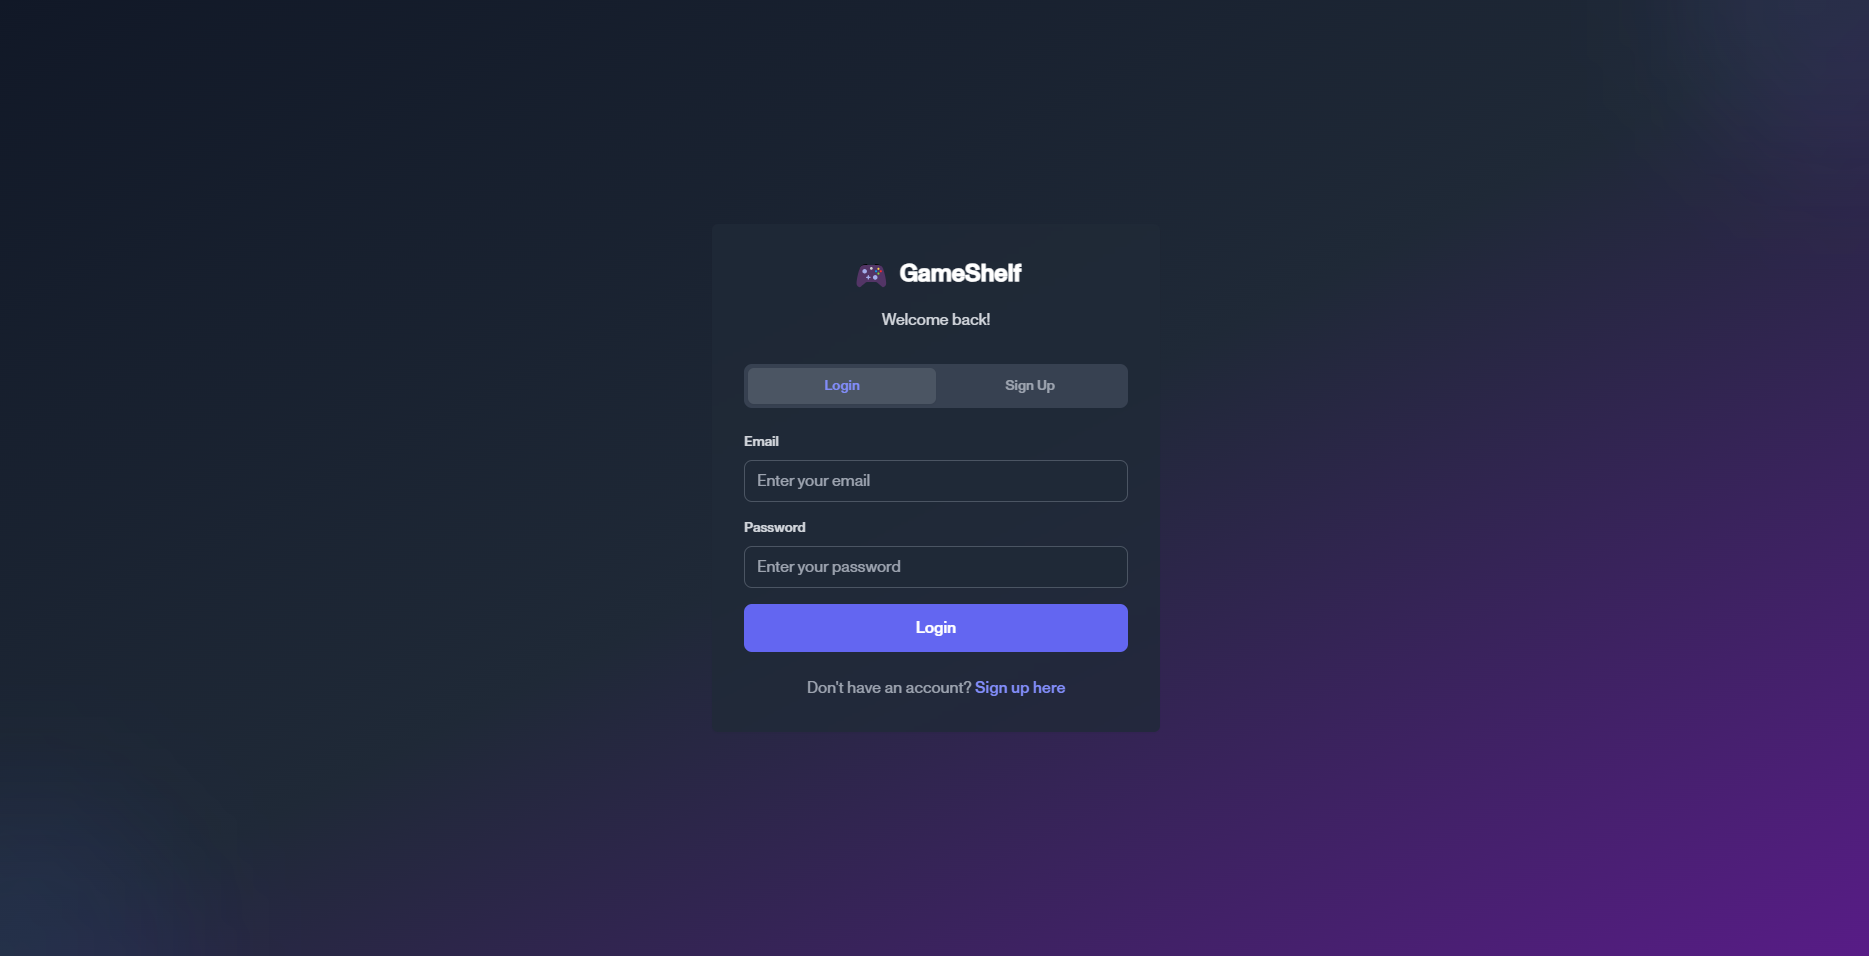 GameShelf
Welcome back!
Login
Sign Up
Email
Enter your email
Password
Enter your password
Login
Don't have an account? Sign up here